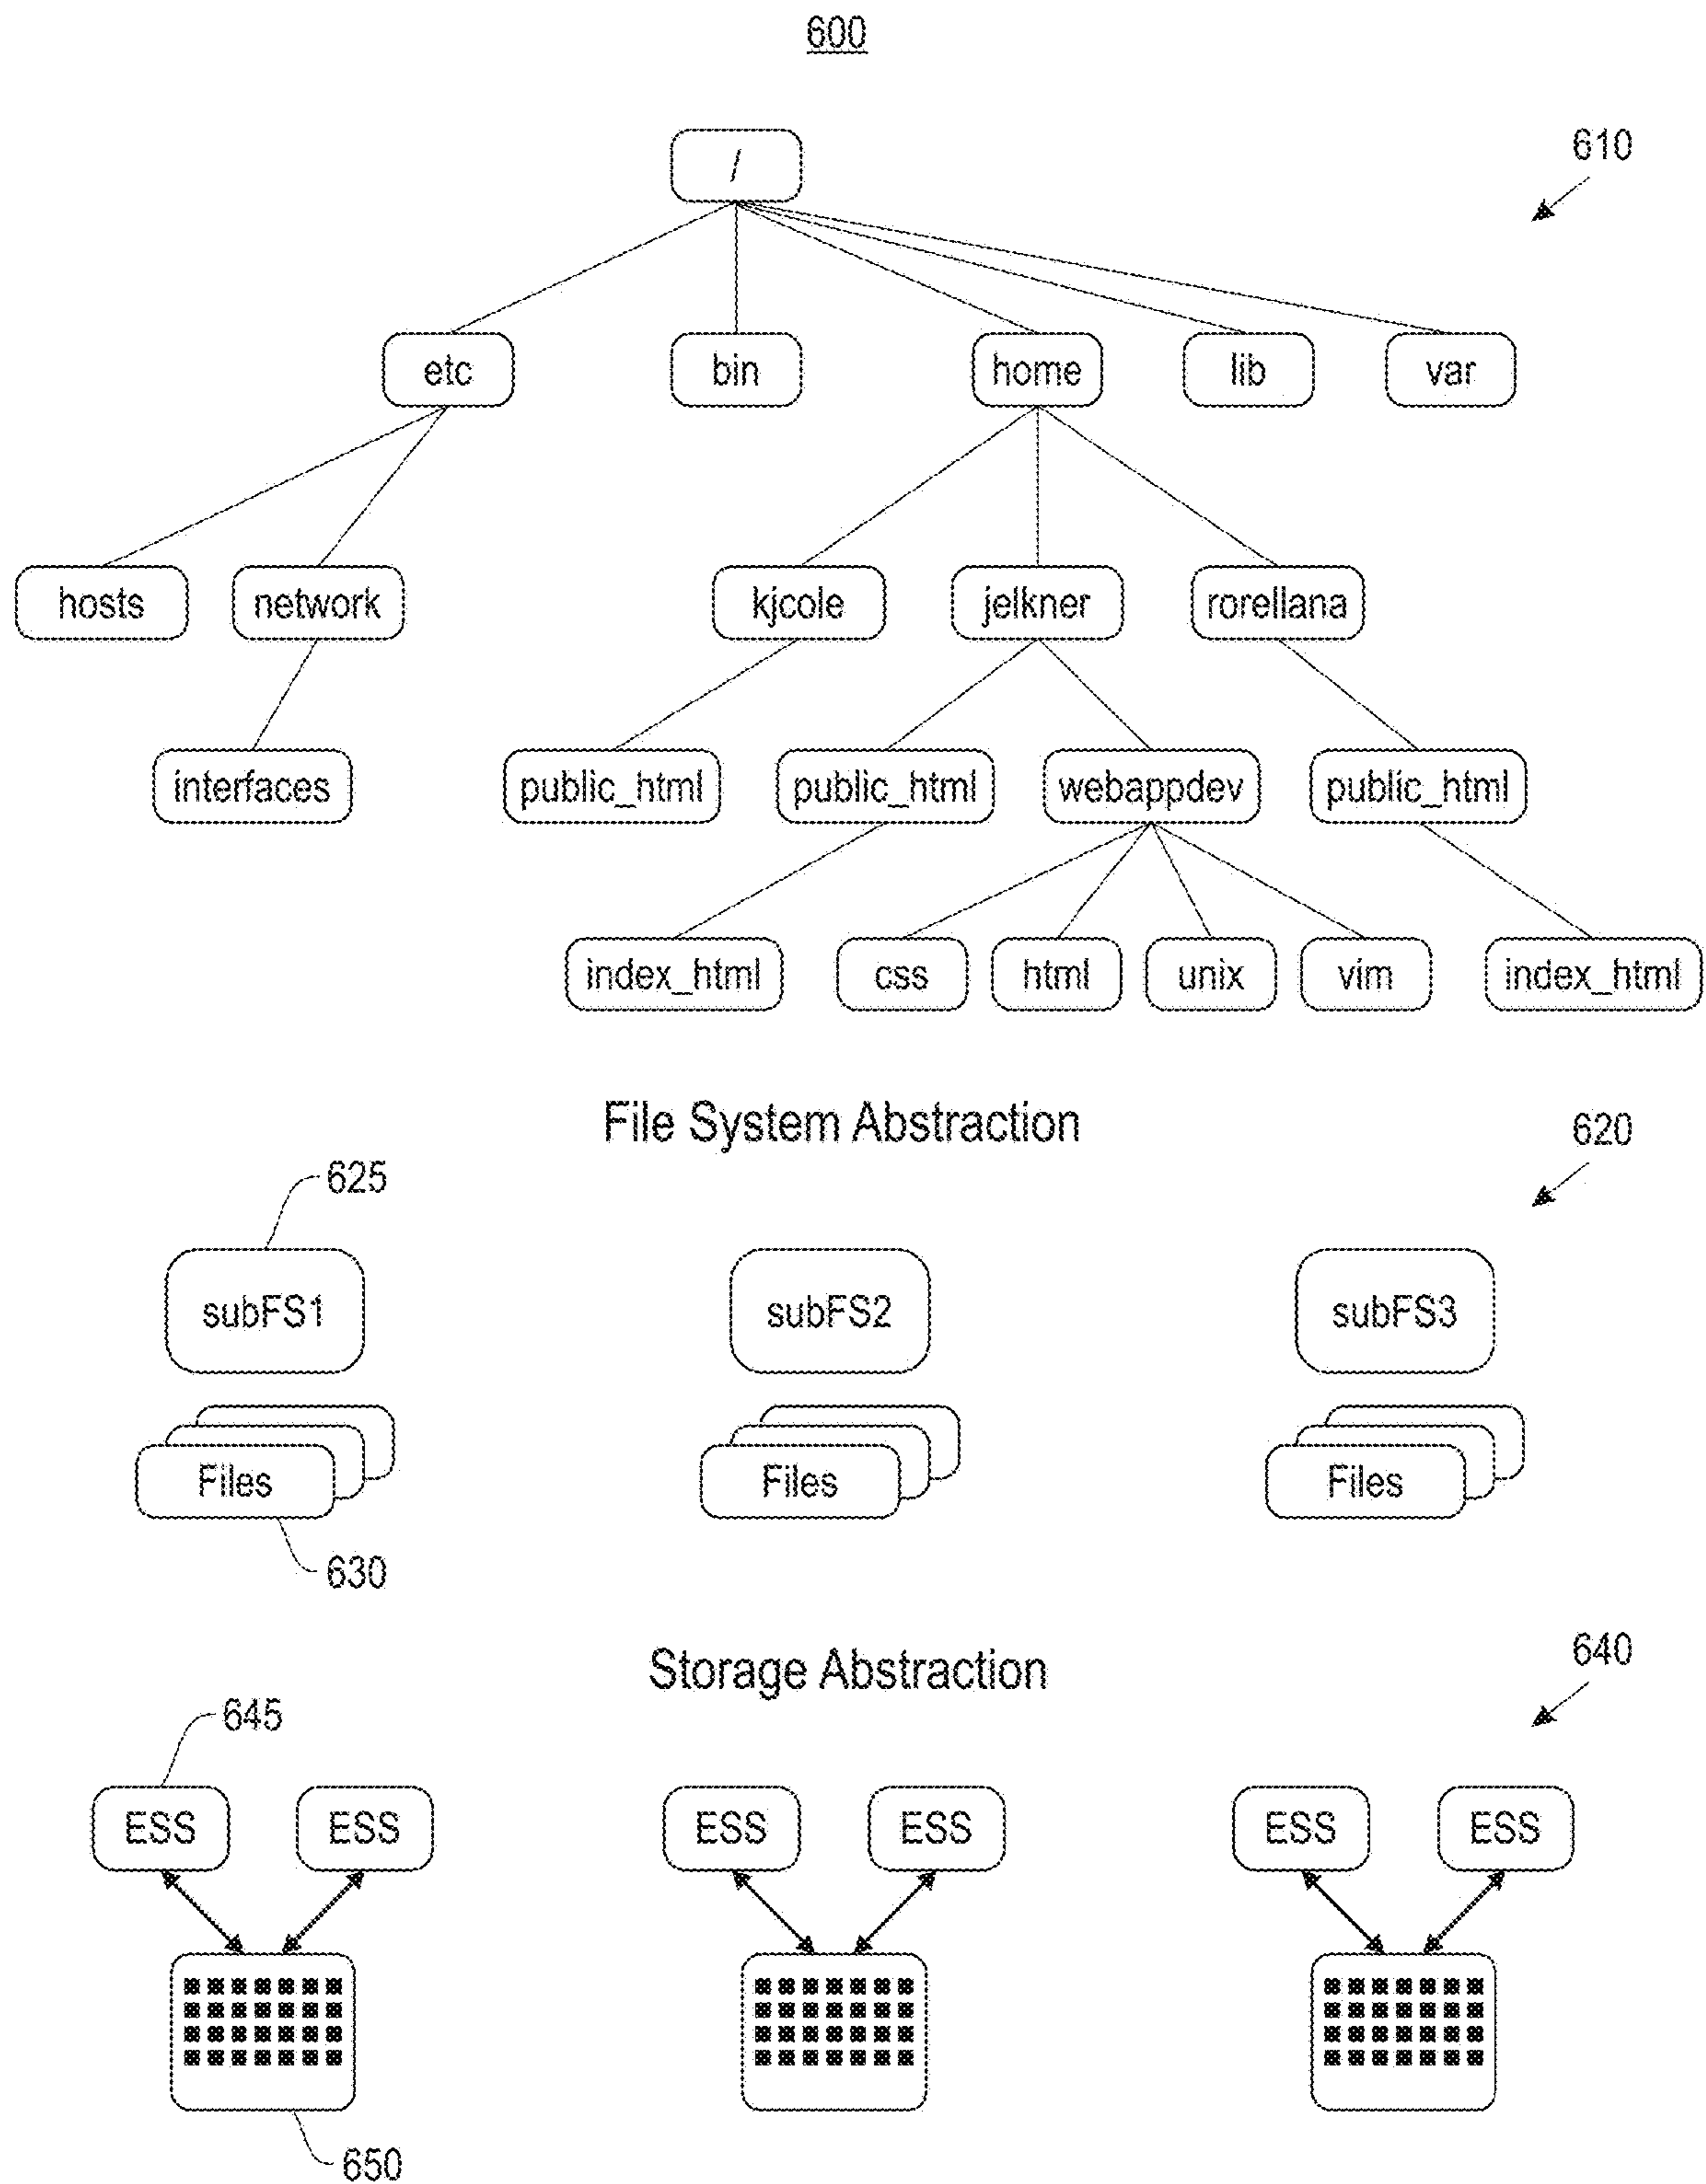 600
610
/
etc bin home lib var
hosts network kjcole jelkner rorellana
interfaces public_html public_html webappdev public_html
index_html css html unix vim index_html
File System Abstraction
620
625
subFS1 subFS2 subFS3
Files Files Files
630
Storage Abstraction
640
645
ESS ESS ESS ESS ESS ESS
650